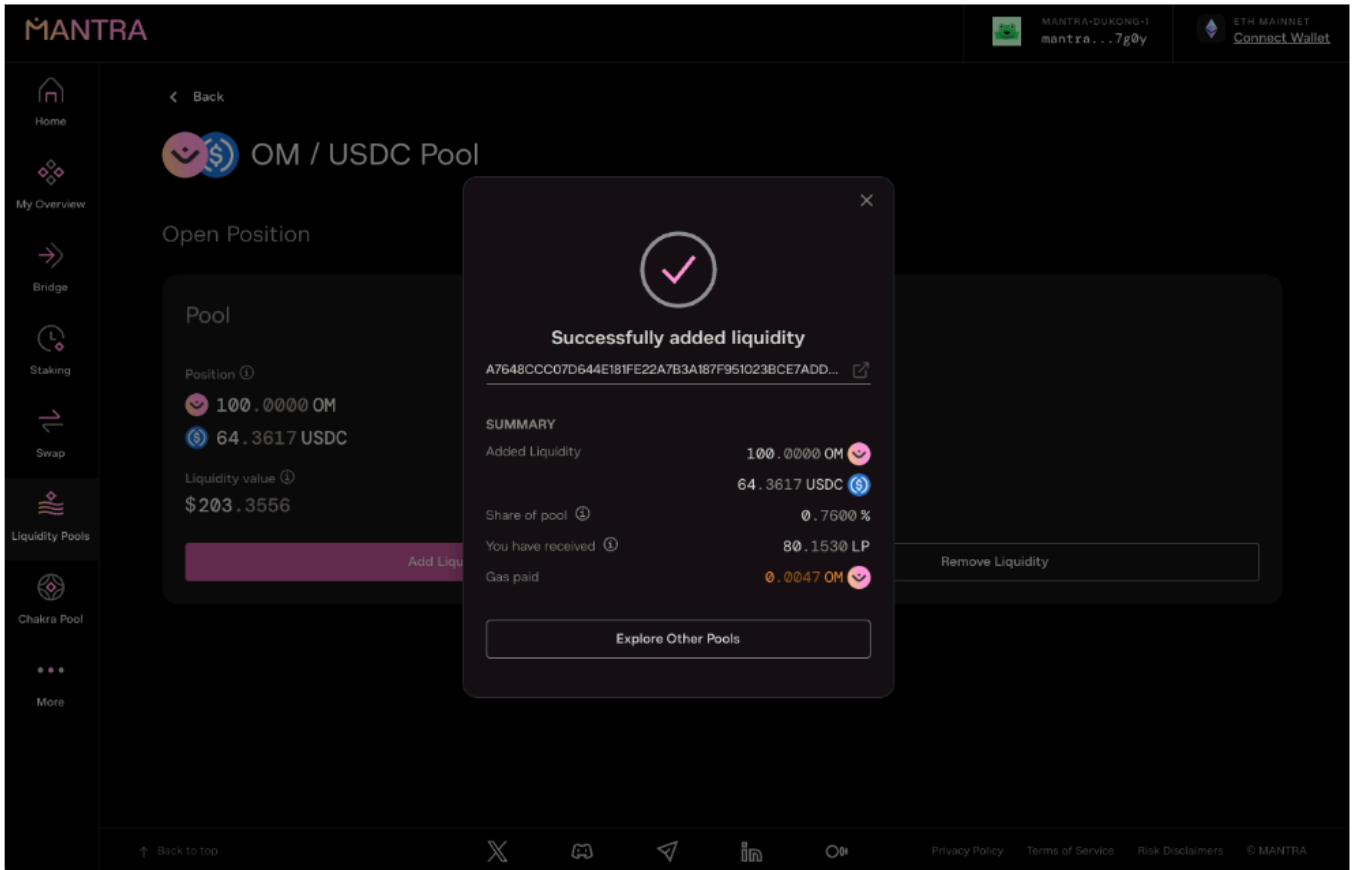 MANTRA
MANTRA-DUKONG-1
mantra...7g0y
ETH MAINNET
Connect Wallet
Home
My Overview
Bridge
Staking
Swap
Liquidity Pools
Chakra Pool
More
Back
OM / USDC Pool
Open Position
Pool
Position
100.0000 OM
64.3617 USDC
Liquidity value
$203.3556
Add Liqu
Remove Liquidity
Successfully added liquidity
A7648CCC07D644E181FE22A7B3A187F951023BCE7ADD...
SUMMARY
Added Liquidity
100.0000 OM
64.3617 USDC
Share of pool
0.7600 %
You have received
80.1530 LP
Gas paid
0.0047 OM
Explore Other Pools
Back to top
Privacy Policy
Terms of Service
Risk Disclaimers
© MANTRA